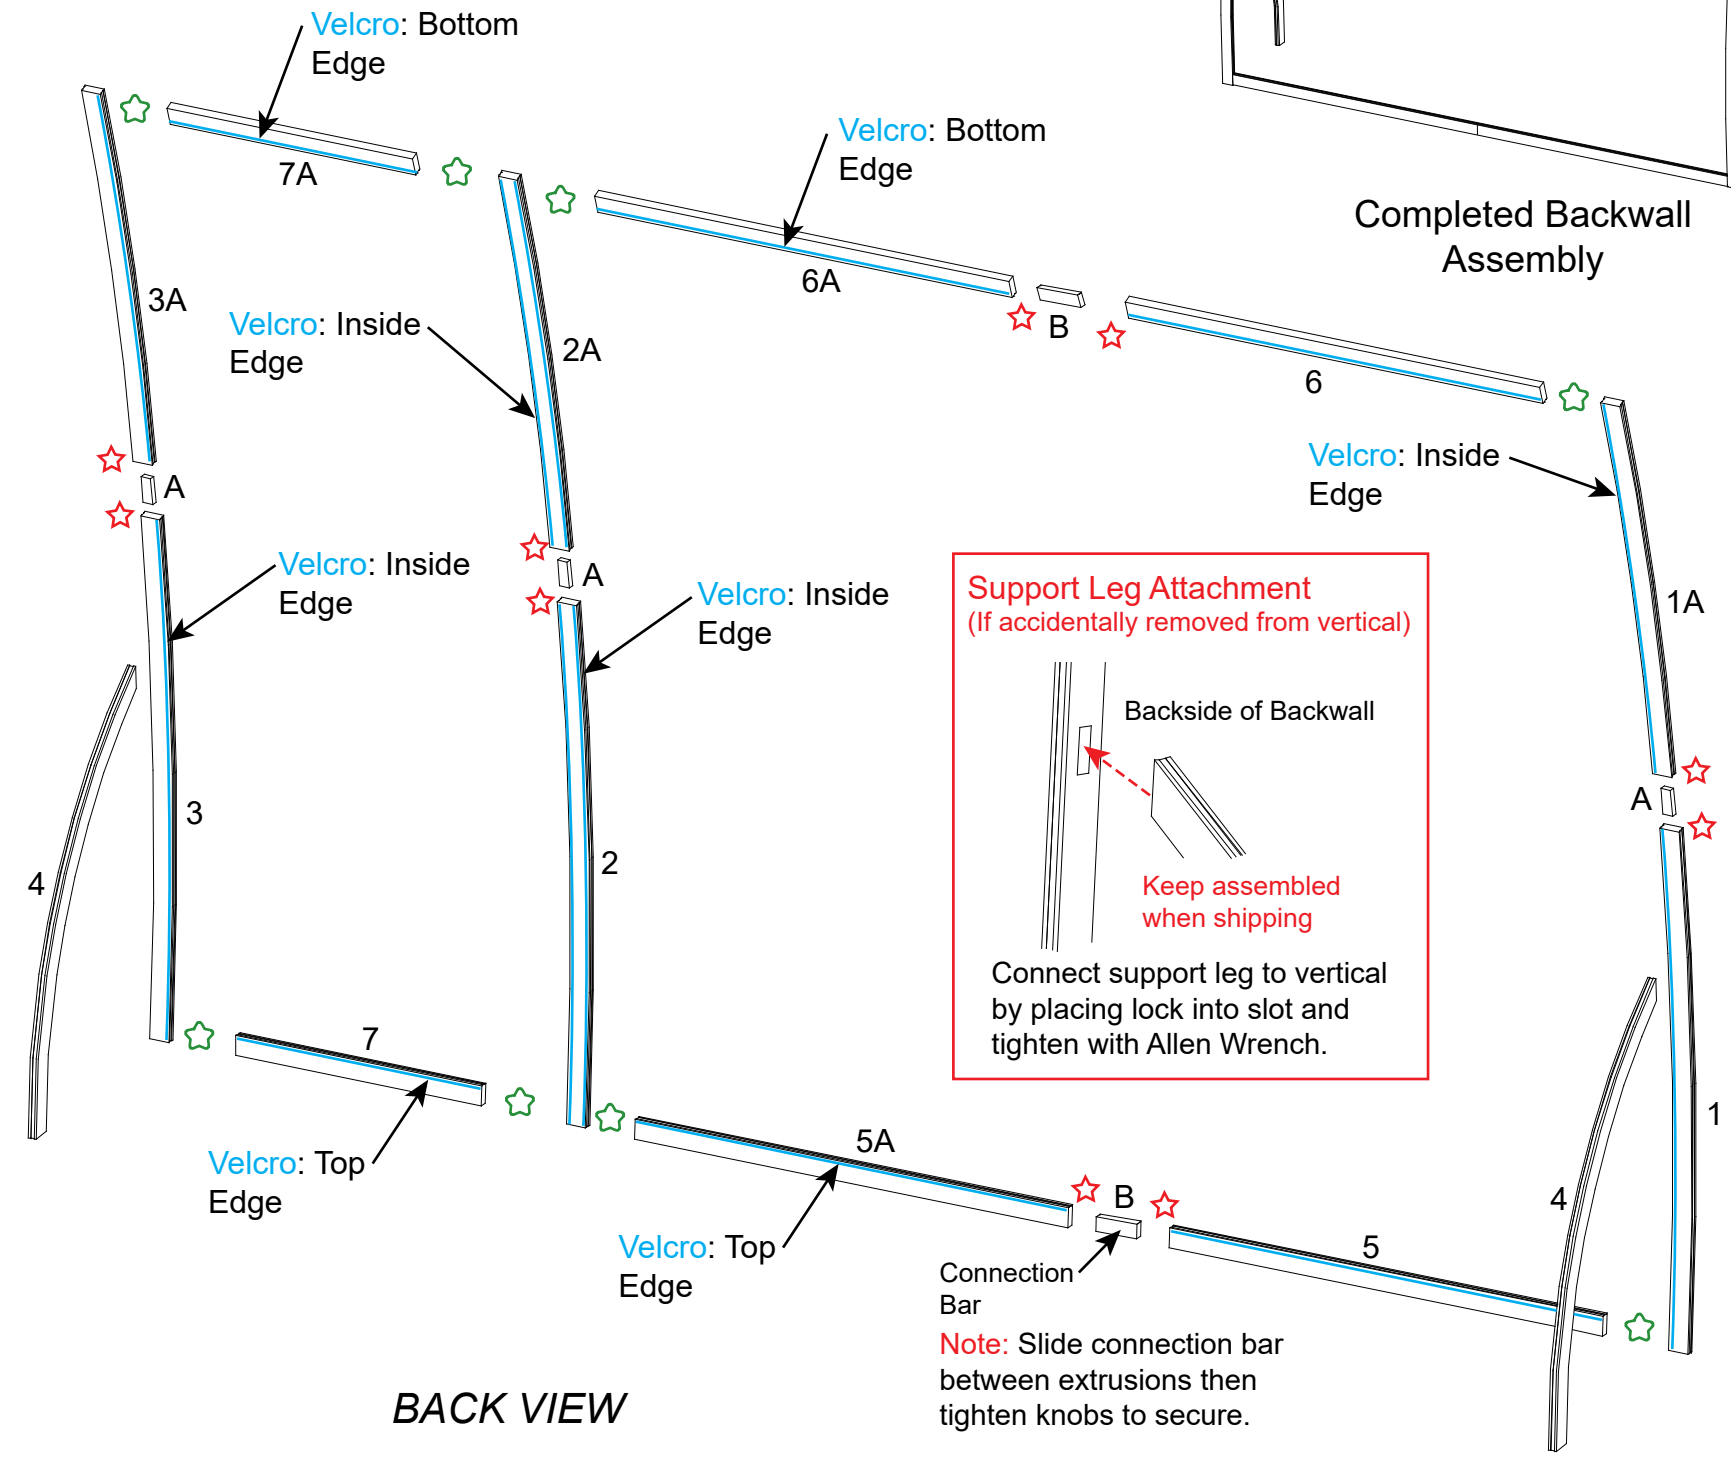 Velcro: Bottom
Edge
7A
Velcro: Bottom
Edge
6A
Completed Backwall
Assembly
3A
Velcro: Inside
Edge
2A
B
6
Velcro: Inside
Edge
A
A
Velcro: Inside
Edge
Velcro: Inside
Edge
Support Leg Attachment
(If accidentally removed from vertical)
Backside of Backwall
Keep assembled
when shipping
Connect support leg to vertical
by placing lock into slot and
tighten with Allen Wrench.
1A
A
3
2
4
7
Velcro: Top
Edge
5A
Velcro: Top
Edge
B
Connection
Bar
Note: Slide connection bar
between extrusions then
tighten knobs to secure.
5
4
1
BACK VIEW